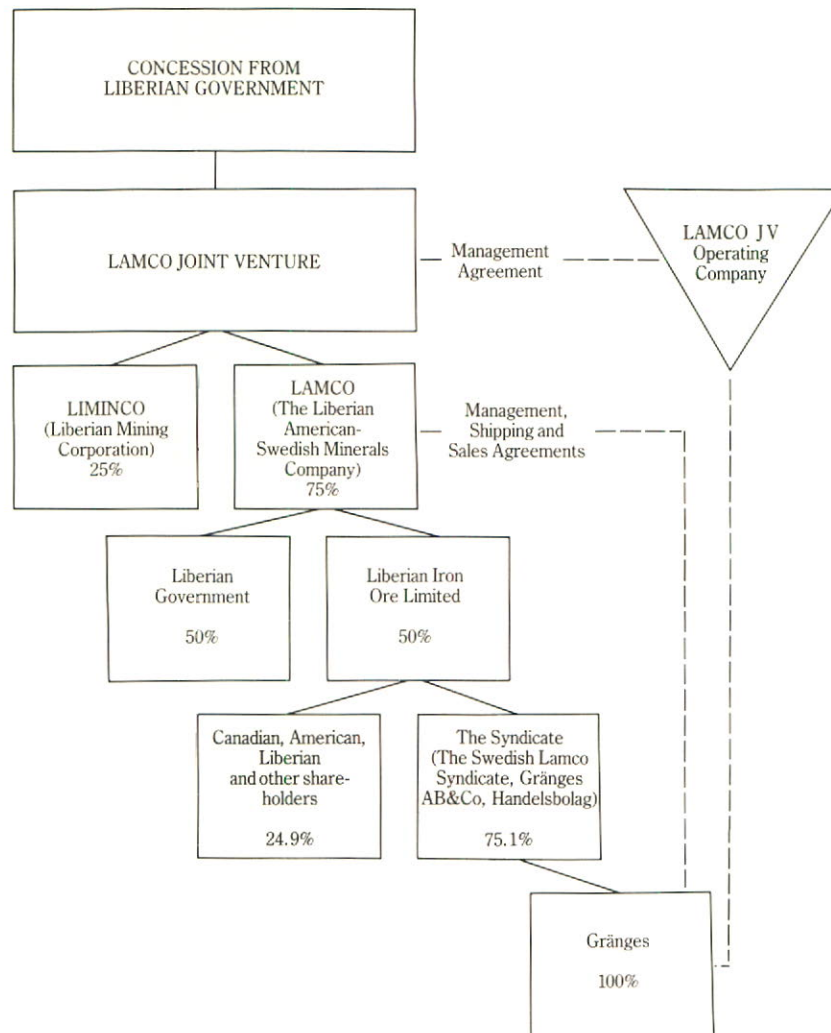 CONCESSION FROM
LIBERIAN GOVERNMENT
LAMCO JOINT VENTURE
Management
Agreement
LAMCO JV
Operating
Company
LIMINCO
(Liberian Mining
Corporation)
25%
LAMCO
(The Liberian
American-
Swedish Minerals
Company)
75%
Management,
Shipping and
Sales Agreements
Liberian
Government
50%
Liberian Iron
Ore Limited
50%
Canadian, American,
Liberian
and other share-
holders
24.9%
The Syndicate
(The Swedish Lamco
Syndicate, Gränges
AB&Co, Handelsbolag)
75.1%
Gränges
100%